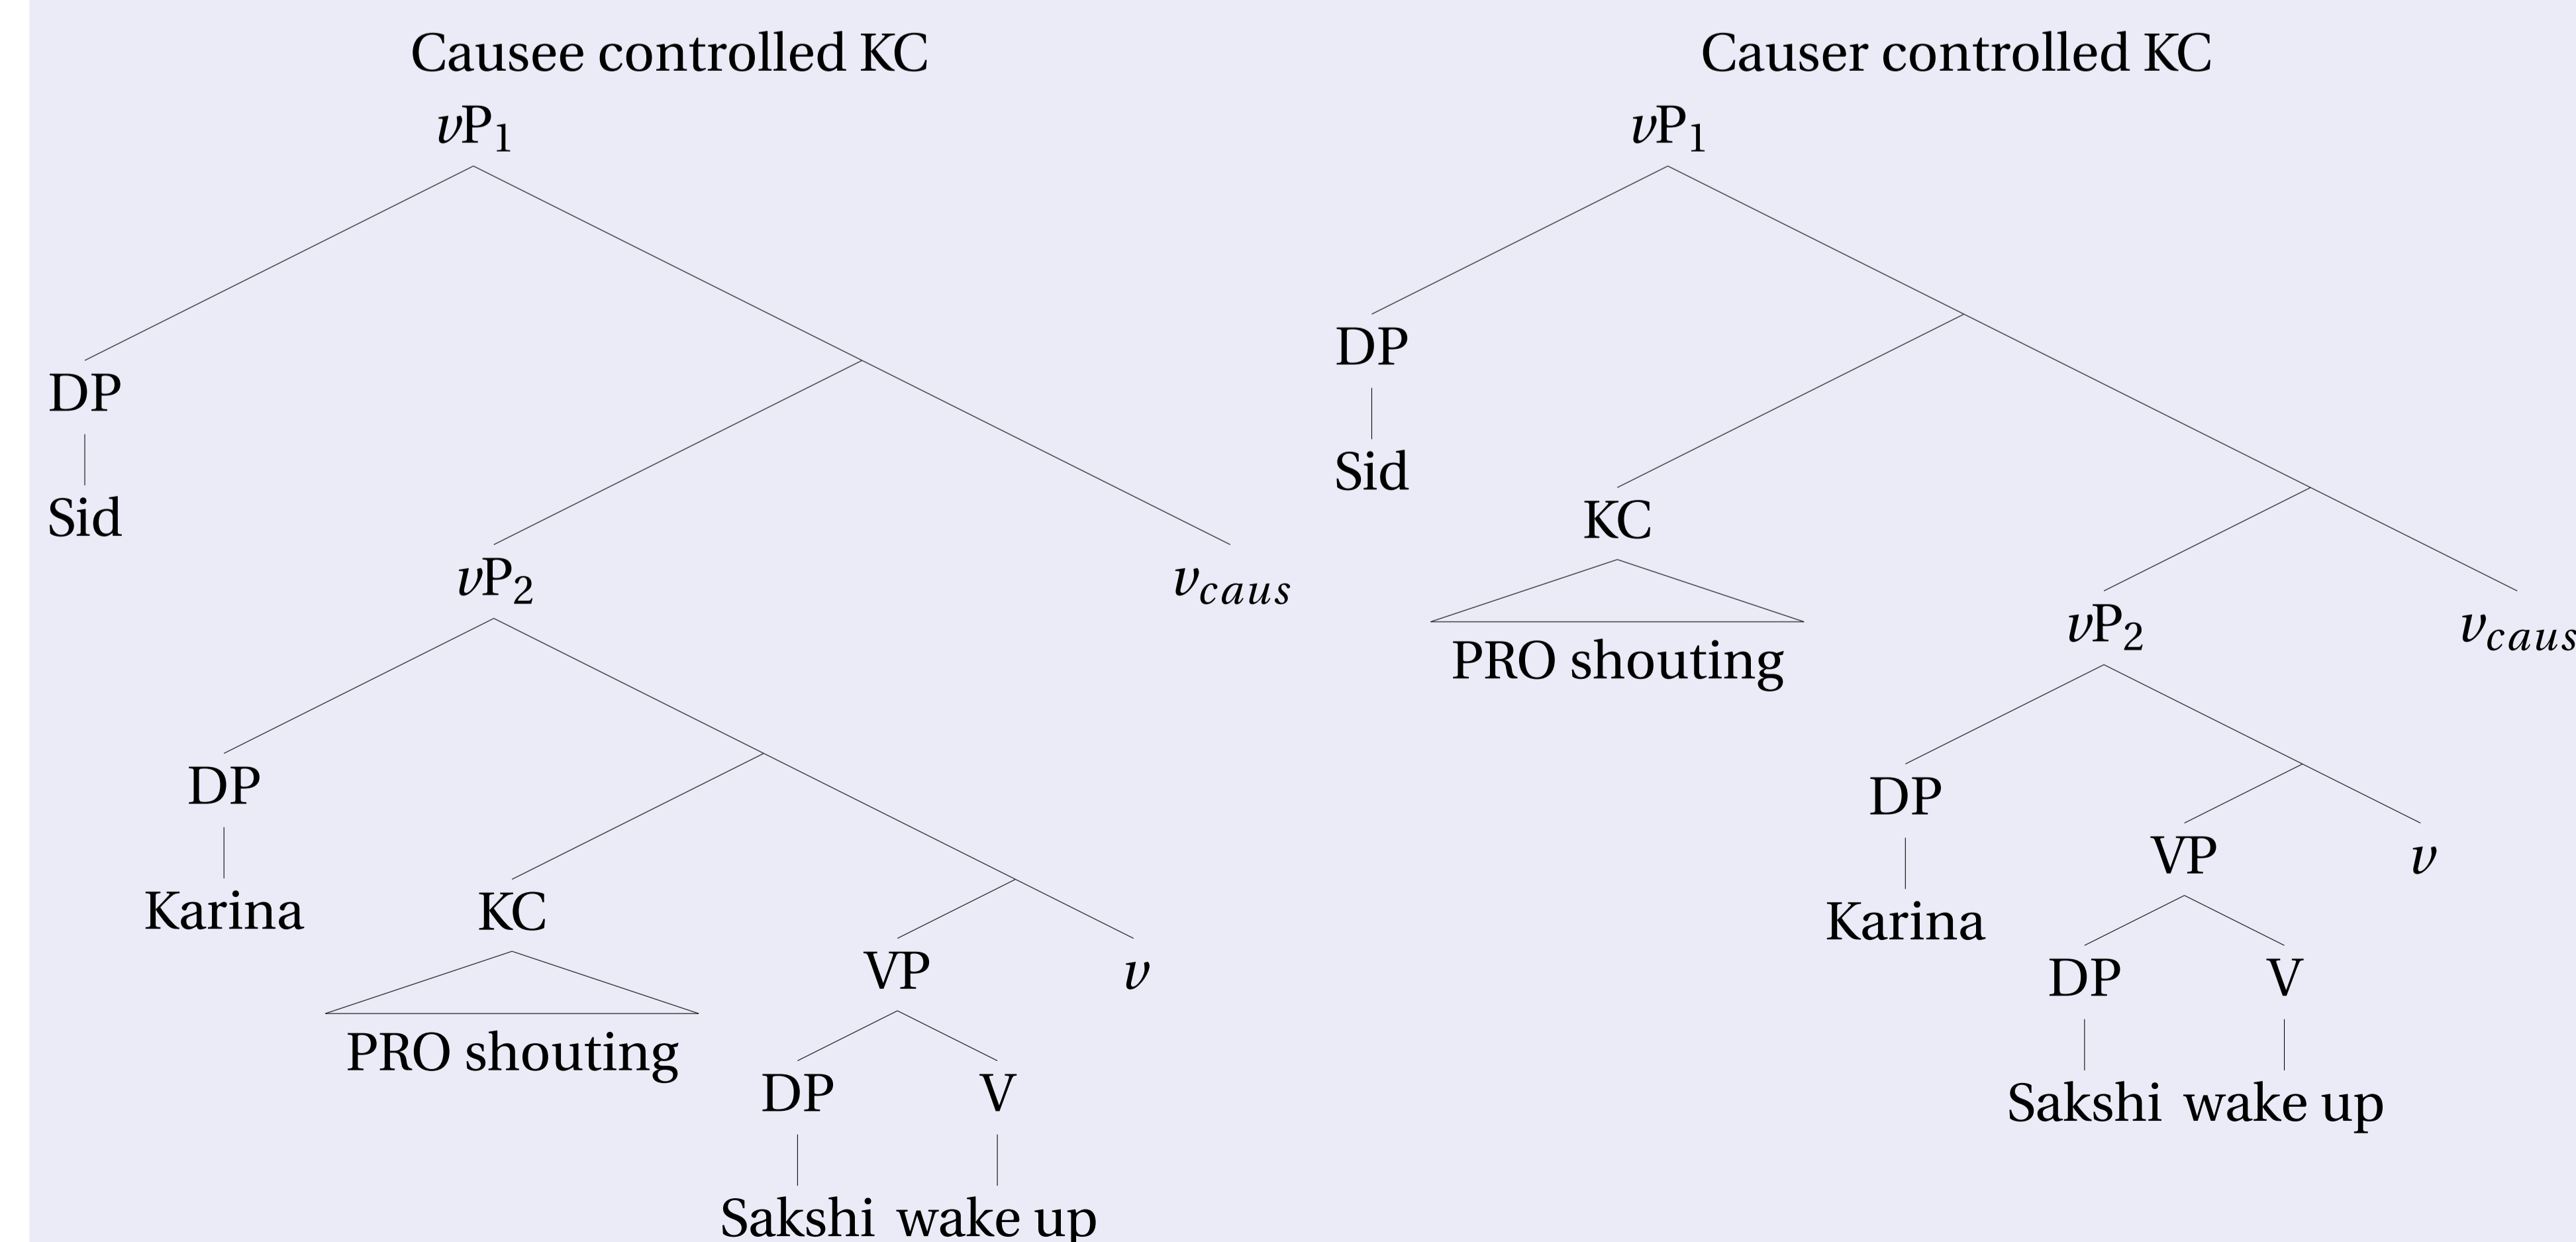 Causee controlled KC
vP1
DP
Sid
vP2
vcaus
DP
Karina
KC
PRO shouting
VP
v
DP
V
Sakshi wake up
Causer controlled KC
vP1
DP
Sid
KC
PRO shouting
vP2
vcaus
DP
Karina
VP
v
DP
V
Sakshi wake up